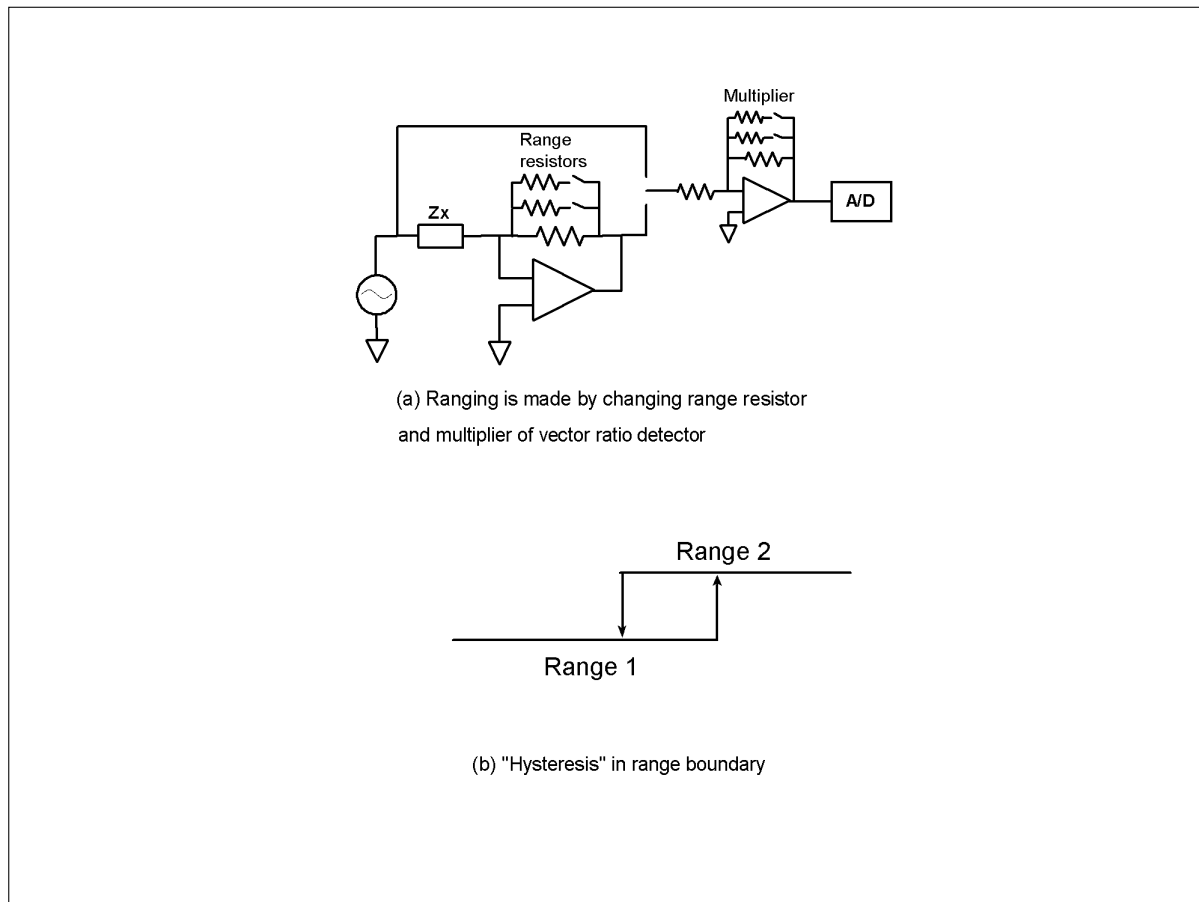 Multiplier
Range
resistors
Zx
A/D
(a) Ranging is made by changing range resistor
and multiplier of vector ratio detector
Range 2
Range 1
(b) "Hysteresis" in range boundary